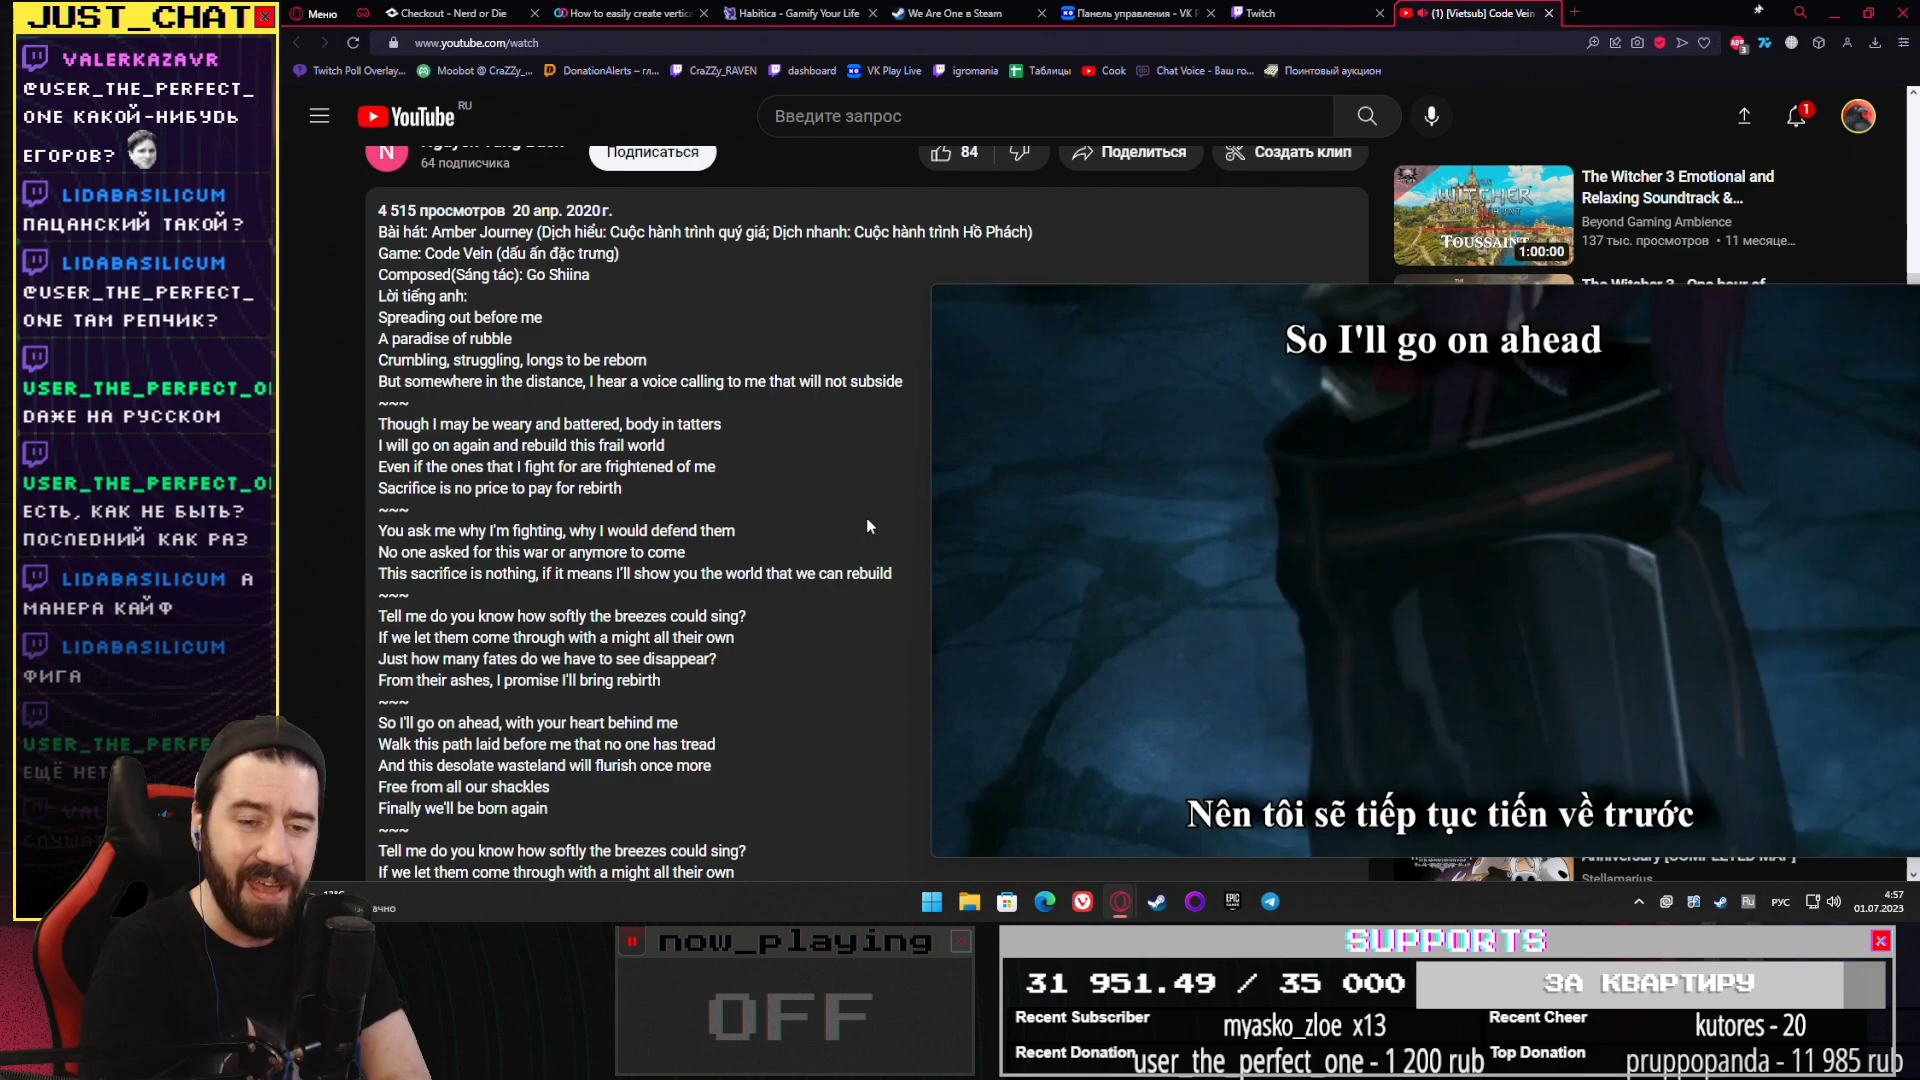 JUST_CHAT
VALERKAZAVR
@USER_THE_PERFECT_
ONE КАКОЙ-НИБУДЬ
ЕГОРОВ?
LIDABASILICUM
ПАЦАНСКИЙ ТАКОЙ?
LIDABASILICUM
@USER_THE_PERFECT_
ONE ТАМ РЕПЧИК?
USER_THE_PERFECT_O
ДАЖЕ НА РУССКОМ
USER_THE_PERFECT_O
ЕСТЬ, КАК НЕ БЫТЬ?
ПОСЛЕДНИЙ КАК РАЗ
LIDABASILICUM А
МАНЕРА КАЙФ
LIDABASILICUM
ФИГА
USER_THE_PERFE
ЕЩЁ НЕТ
Меню
Checkout - Nerd or Die
How to easily create vertica
Habitica - Gamify Your Life
We Are One в Steam
Панель управления - VK P
Twitch
(1) [Vietsub] Code Vein
www.youtube.com/watch
Twitch Poll Overlay...
Moobot @ CraZZy_...
DonationAlerts – гл...
CraZZy_RAVEN
dashboard
VK Play Live
igromania
Таблицы
Cook
Chat Voice - Ваш го...
Поинтовый аукцион
YouTube RU
Введите запрос
1
N
64 подписчика
Подписаться
84
Поделиться
Создать клип
4 515 просмотров 20 апр. 2020 г.
Bài hát: Amber Journey (Dịch hiểu: Cuộc hành trình quý giá; Dịch nhanh: Cuộc hành trình Hồ Phách)
Game: Code Vein (dấu ấn đặc trưng)
Composed(Sáng tác): Go Shiina
Lời tiếng anh:
Spreading out before me
A paradise of rubble
Crumbling, struggling, longs to be reborn
But somewhere in the distance, I hear a voice calling to me that will not subside
~~~
Though I may be weary and battered, body in tatters
I will go on again and rebuild this frail world
Even if the ones that I fight for are frightened of me
Sacrifice is no price to pay for rebirth
~~~
You ask me why I'm fighting, why I would defend them
No one asked for this war or anymore to come
This sacrifice is nothing, if it means I'll show you the world that we can rebuild
~~~
Tell me do you know how softly the breezes could sing?
If we let them come through with a might all their own
Just how many fates do we have to see disappear?
From their ashes, I promise I'll bring rebirth
~~~
So I'll go on ahead, with your heart behind me
Walk this path laid before me that no one has tread
And this desolate wasteland will flurish once more
Free from all our shackles
Finally we'll be born again
~~~
Tell me do you know how softly the breezes could sing?
If we let them come through with a might all their own
WITCHER
TOUSSAINT
1:00:00
The Witcher 3 Emotional and
Relaxing Soundtrack &...
Beyond Gaming Ambience
137 тыс. просмотров • 11 месяце...
So I'll go on ahead
Nên tôi sẽ tiếp tục tiến về trước
Stellamarius
EPIC
РУС
4:57
01.07.2023
now_playing
OFF
SUPPORTS
31 951.49 / 35 000
ЗА КВАРТИРУ
Recent Subscriber
myasko_zloe x13
Recent Cheer
kutores - 20
Recent Donation
user_the_perfect_one - 1 200 rub
Top Donation
pruppopanda - 11 985 rub